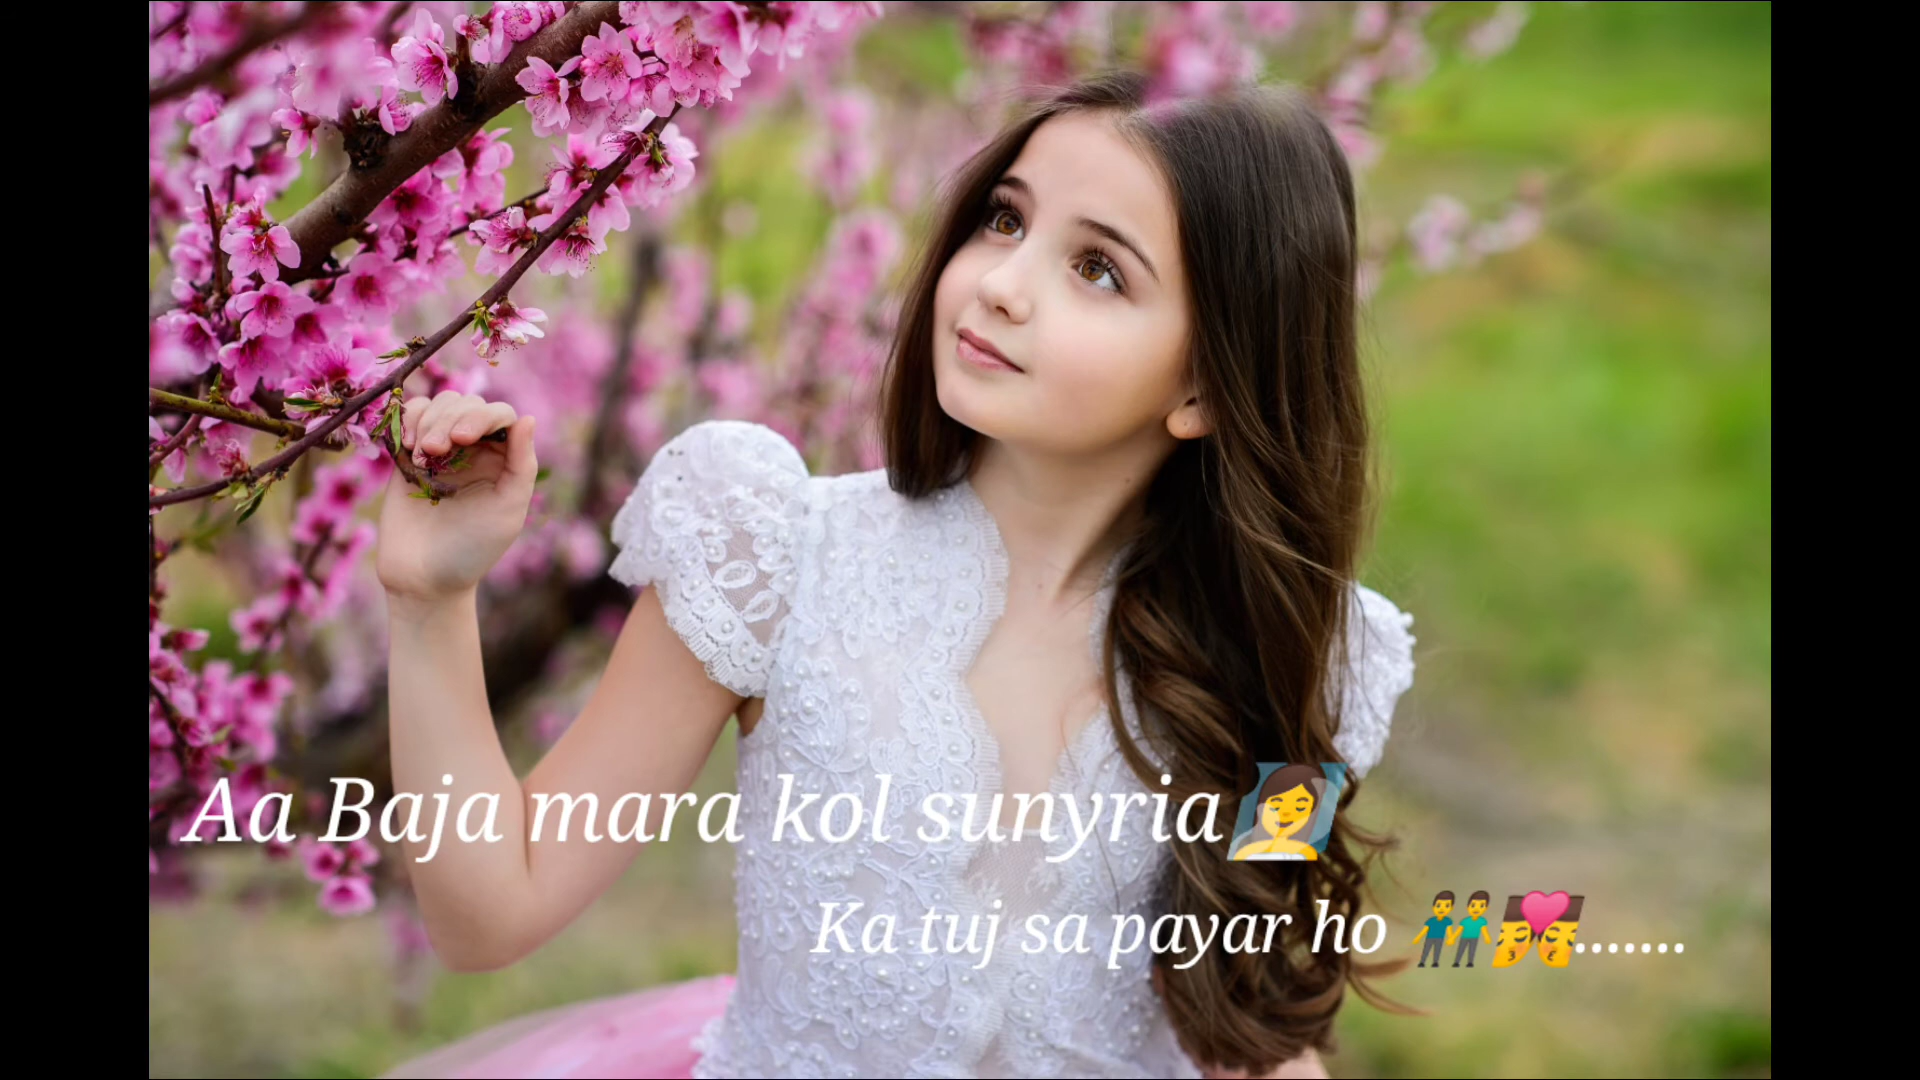 Aa Baja mara kol sunyria
Ka tuj sa payar ho .......